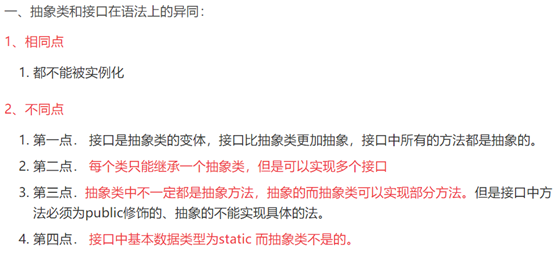 一、抽象类和接口在语法上的异同：
1、相同点
1. 都不能被实例化
2、不同点
1. 第一点． 接口是抽象类的变体，接口比抽象类更加抽象，接口中所有的方法都是抽象的。
2. 第二点． 每个类只能继承一个抽象类，但是可以实现多个接口
3. 第三点．抽象类中不一定都是抽象方法，抽象的而抽象类可以实现部分方法。但是接口中方
法必须为public修饰的、抽象的不能实现具体的法。
4. 第四点． 接口中基本数据类型为static 而抽象类不是的。